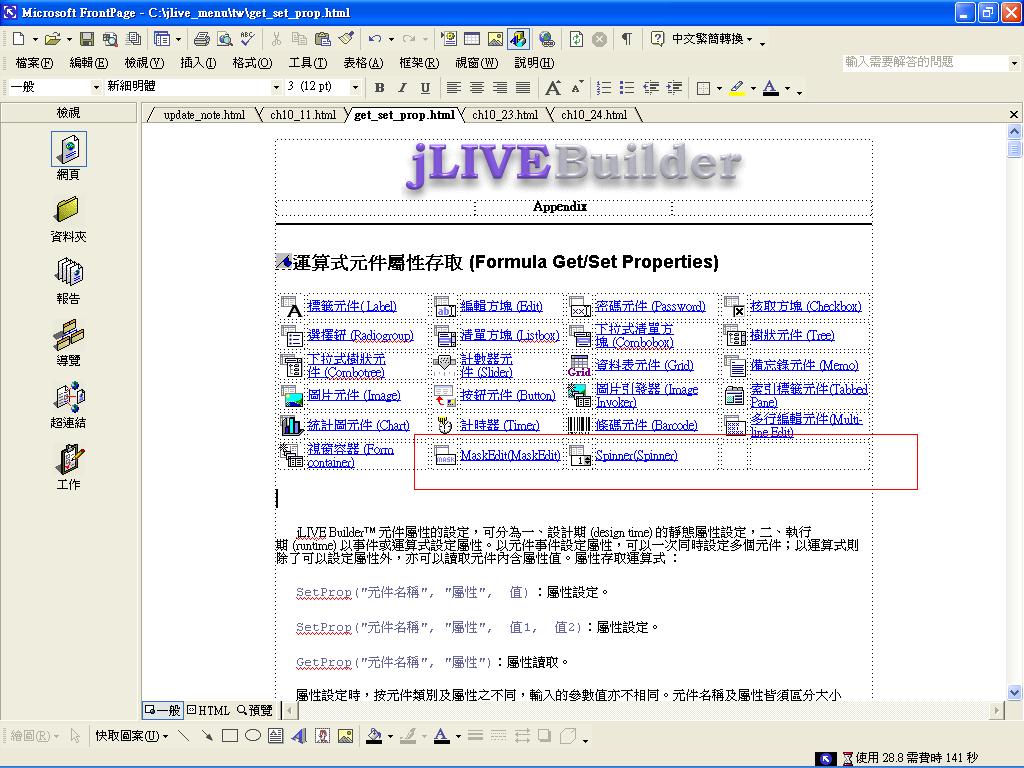 Microsoft FrontPage - C:\jlive_menu\tw\get_set_prop.html
中文繁簡轉換
檔案(F) 編輯(E) 檢視(V) 插入(I) 格式(O) 工具(T) 表格(A) 框架(R) 視窗(W) 說明(H) 輸入需要解答的問題
一般 新細明體 3 (12 pt) B I U A A A
檢視 update_note.html ch10_11.html get_set_prop.html ch10_23.html ch10_24.html
網頁
資料夾
報告
導覽
超連結
工作
jLIVEBuilder
Appendix
運算式元件屬性存取 (Formula Get/Set Properties)
標籤元件( Label) 編輯方塊 (Edit) 密碼元件 (Password) 核取方塊 (Checkbox)
選擇鈕 (Radiogroup) 清單方塊 (Listbox) 下拉式清單方塊 (Combobox) 樹狀元件 (Tree)
下拉式樹狀元件 (Combotree) 計數器元件 (Slider) 資料表元件 (Grid) 備忘錄元件 (Memo)
圖片元件 (Image) 按鈕元件 (Button) 圖片引發器 (Image Invoker) 索引標籤元件(Tabbed Pane)
統計圖元件 (Chart) 計時器 (Timer) 條碼元件 (Barcode) 多行編輯元件(Multi-line Edit)
視窗容器 (Form container) MaskEdit(MaskEdit) Spinner(Spinner)
jLIVE Builder™ 元件屬性的設定，可分為一、設計期 (design time) 的靜態屬性設定，二、執行
期 (runtime) 以事件或運算式設定屬性。以元件事件設定屬性，可以一次同時設定多個元件；以運算式則
除了可以設定屬性外，亦可以讀取元件內含屬性值。屬性存取運算式：
SetProp("元件名稱", "屬性", 值)：屬性設定。
SetProp("元件名稱", "屬性", 值1, 值2)：屬性設定。
GetProp("元件名稱", "屬性")：屬性讀取。
屬性設定時，按元件類別及屬性之不同，輸入的參數值亦不相同。元件名稱及屬性皆須區分大小
一般 HTML 預覽
繪圖(R) 快取圖案(U)
使用 28.8 需費時 141 秒